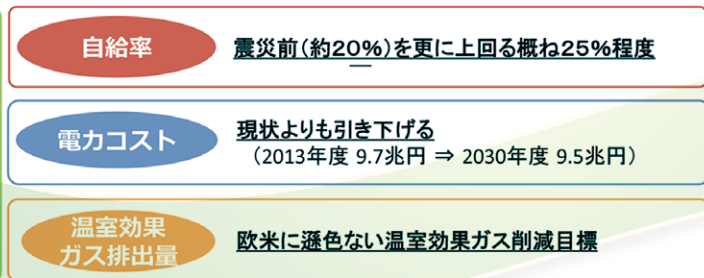 自給率
震災前(約20%)を更に上回る概ね25%程度
電力コスト
現状よりも引き下げる
(2013年度 9.7兆円 ⇒ 2030年度 9.5兆円)
温室効果
ガス排出量
欧米に遜色ない温室効果ガス削減目標